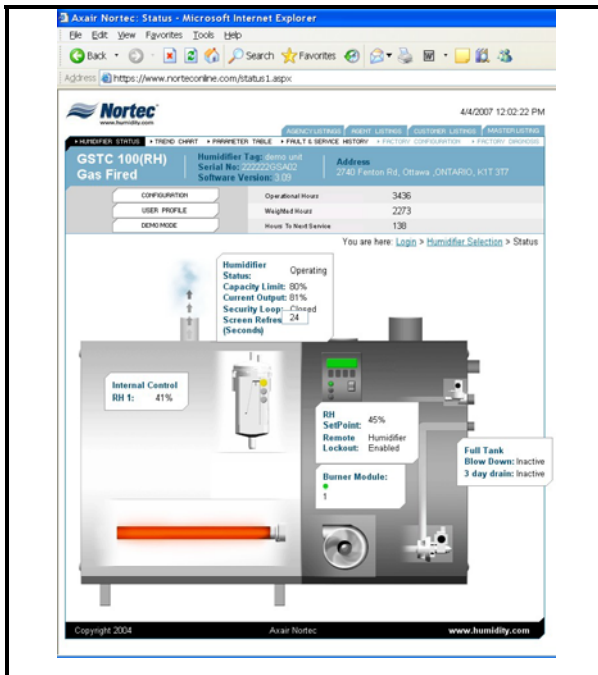 Axair Nortec: Status - Microsoft Internet Explorer
File Edit View Favorites Tools Help
Back Search Favorites
Address https://www.norteconline.com/status1.aspx
Nortec
www.humidity.com
4/4/2007 12:02:22 PM
AGENCY LISTINGS AGENT LISTINGS CUSTOMER LISTINGS MASTER LISTING
HUMIDIFIER STATUS TREND CHART PARAMETER TABLE FAULT & SERVICE HISTORY FACTORY CONFIGURATION FACTORY DIAGNOSIS
GSTC 100(RH)
Gas Fired
Humidifier Tag: demo unit
Serial No: 222222GSA02
Software Version: 3.09
Address
2740 Fenton Rd, Ottawa ,ONTARIO, K1T 3T7
CONFIGURATION
USER PROFILE
DEMO MODE
Operational Hours 3436
Weighted Hours 2273
Hours To Next Service 138
You are here: Login > Humidifier Selection > Status
Humidifier Status: Operating
Capacity Limit: 80%
Current Output: 81%
Security Loop: Closed
Screen Refres 24
(Seconds)
Internal Control
RH 1: 41%
RH
SetPoint: 45%
Remote Humidifier
Lockout: Enabled
Burner Module:
1
Full Tank
Blow Down: Inactive
3 day drain: Inactive
Copyright 2004 Axair Nortec www.humidity.com